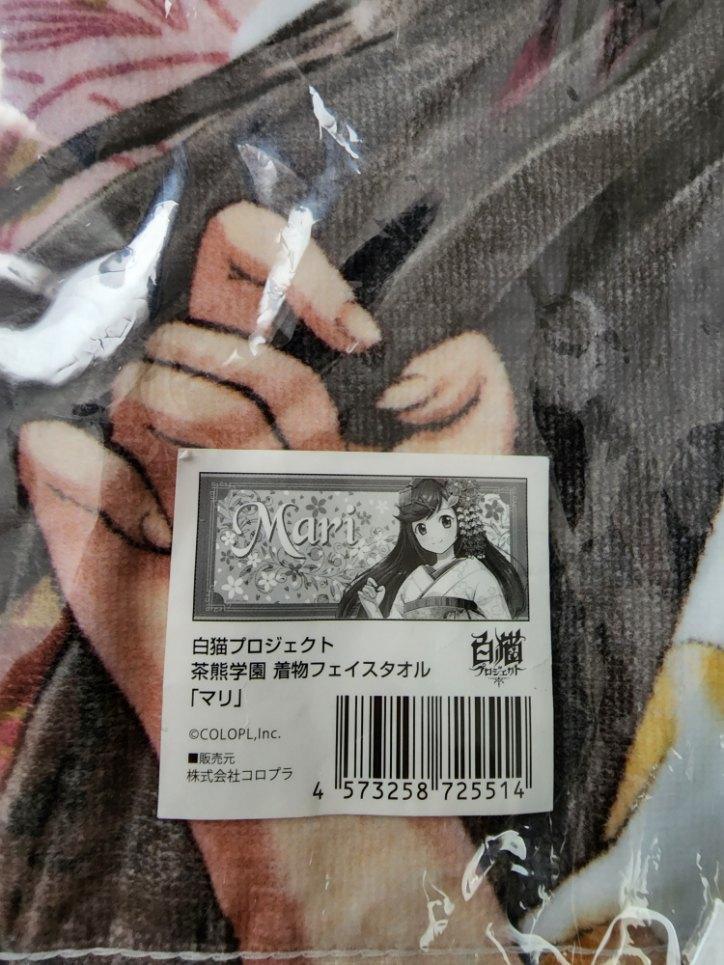 Mari
白猫プロジェクト
茶熊学園 着物フェイスタオル
「マリ」
白猫
プロジェクト
©COLOPL,Inc.
■販売元
株式会社コロプラ
4 573258 725514